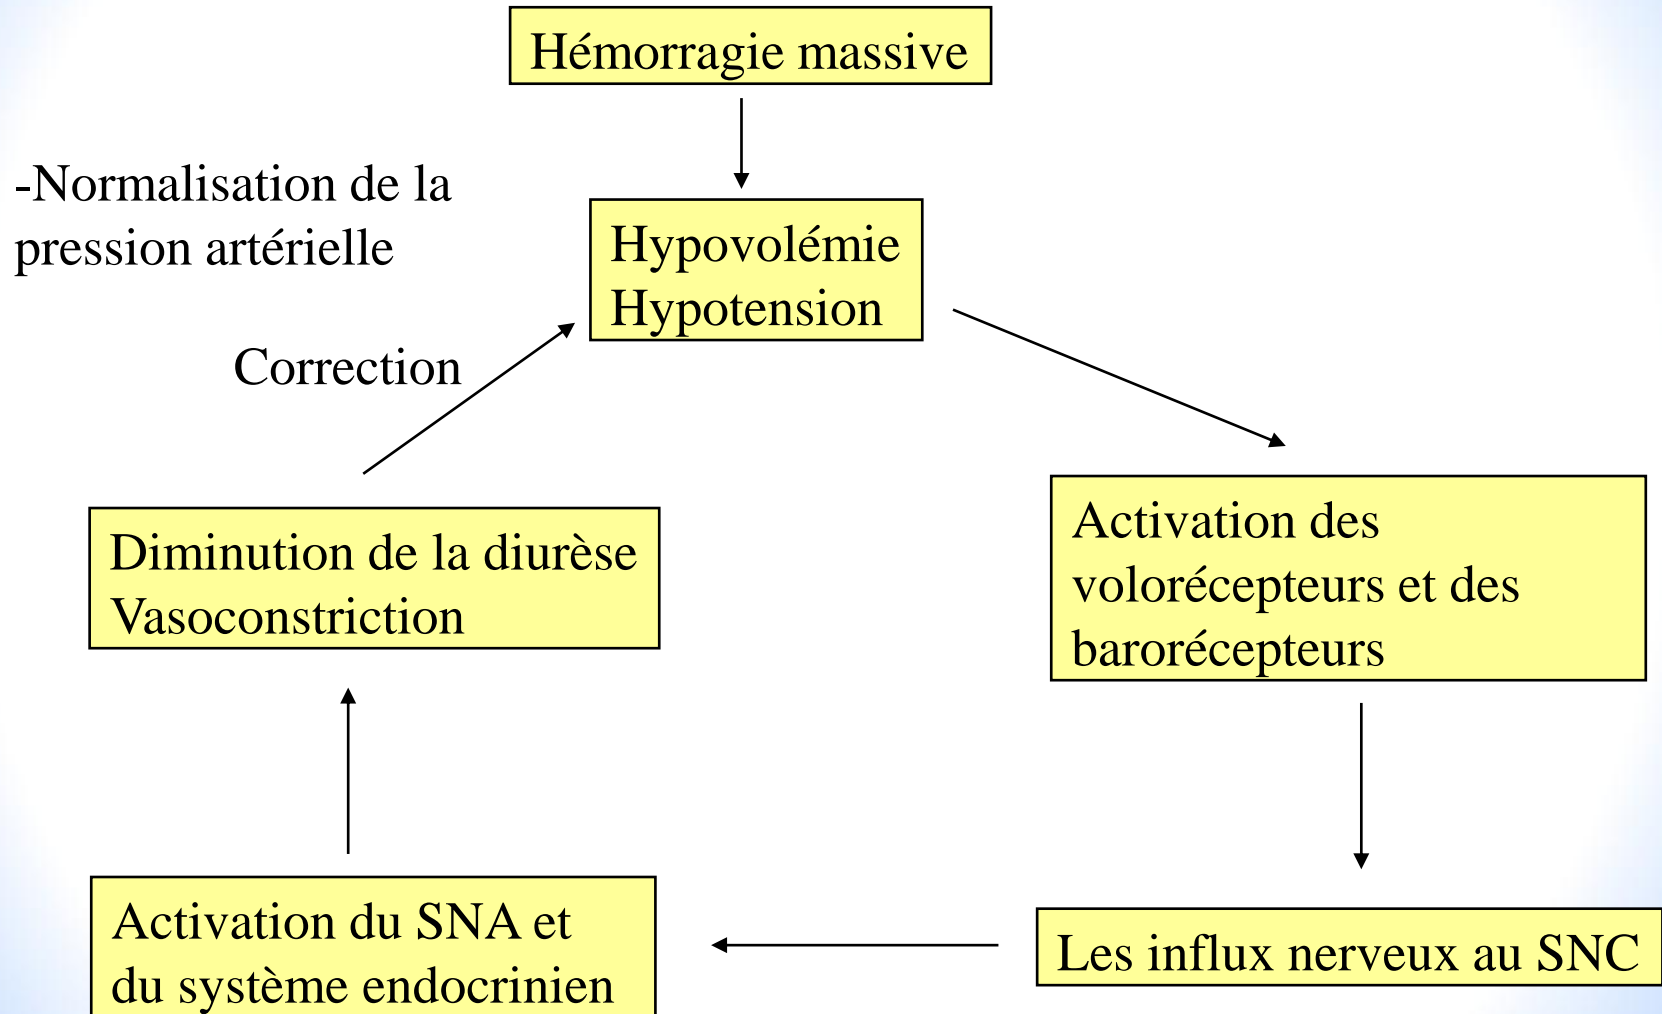 Hémorragie massive
-Normalisation de la
pression artérielle
Hypovolémie
Hypotension
Correction
Activation des
volorécepteurs et des
barorécepteurs
Diminution de la diurèse
Vasoconstriction
Activation du SNA et
du système endocrinien
Les influx nerveux au SNC